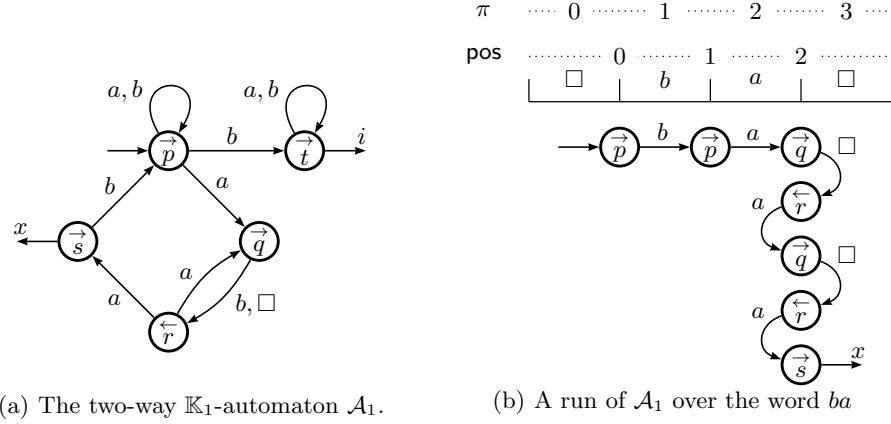 π 0 1 2 3
pos 0 1 2
□ b a □
a, b a, b
→p b →t i
b a
x →s →q
a a b, □
←r
→p b →p a →q □
a ←r
→q □
a ←r
→s x
(a) The two-way 𝕂₁-automaton 𝒜₁.
(b) A run of 𝒜₁ over the word ba